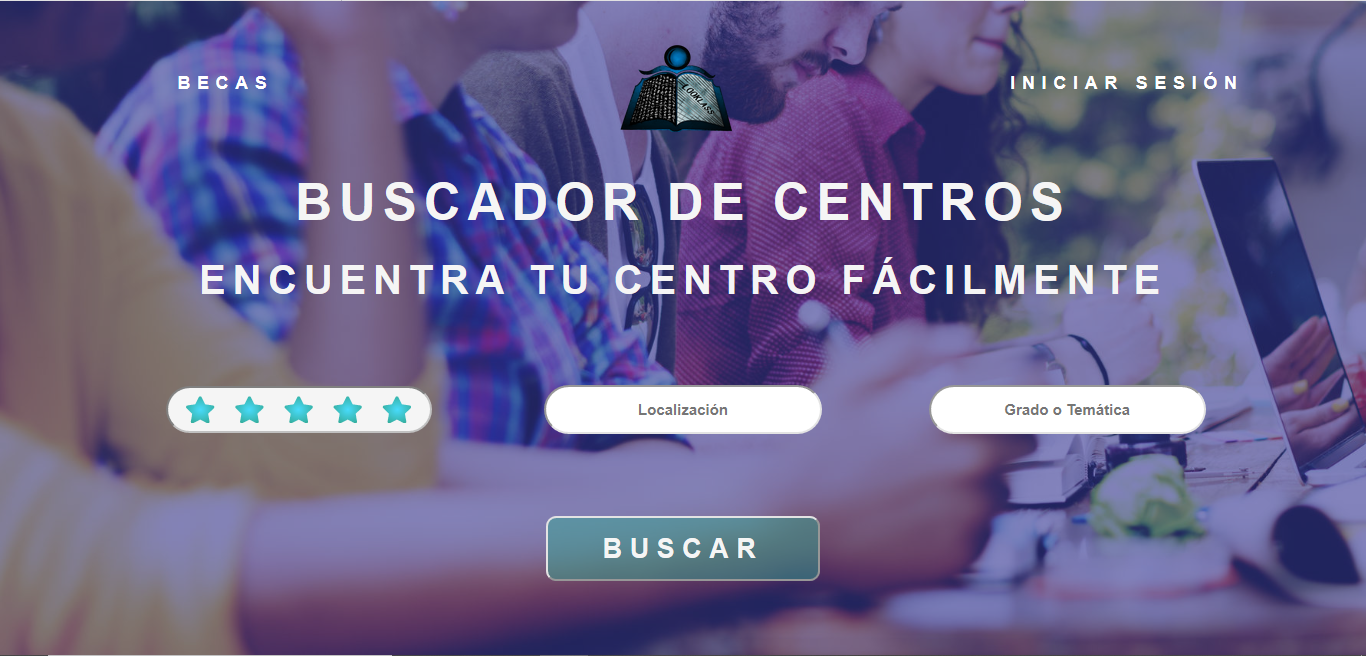 BECAS
INICIAR SESIÓN
BUSCADOR DE CENTROS
ENCUENTRA TU CENTRO FÁCILMENTE
Localización
Grado o Temática
BUSCAR